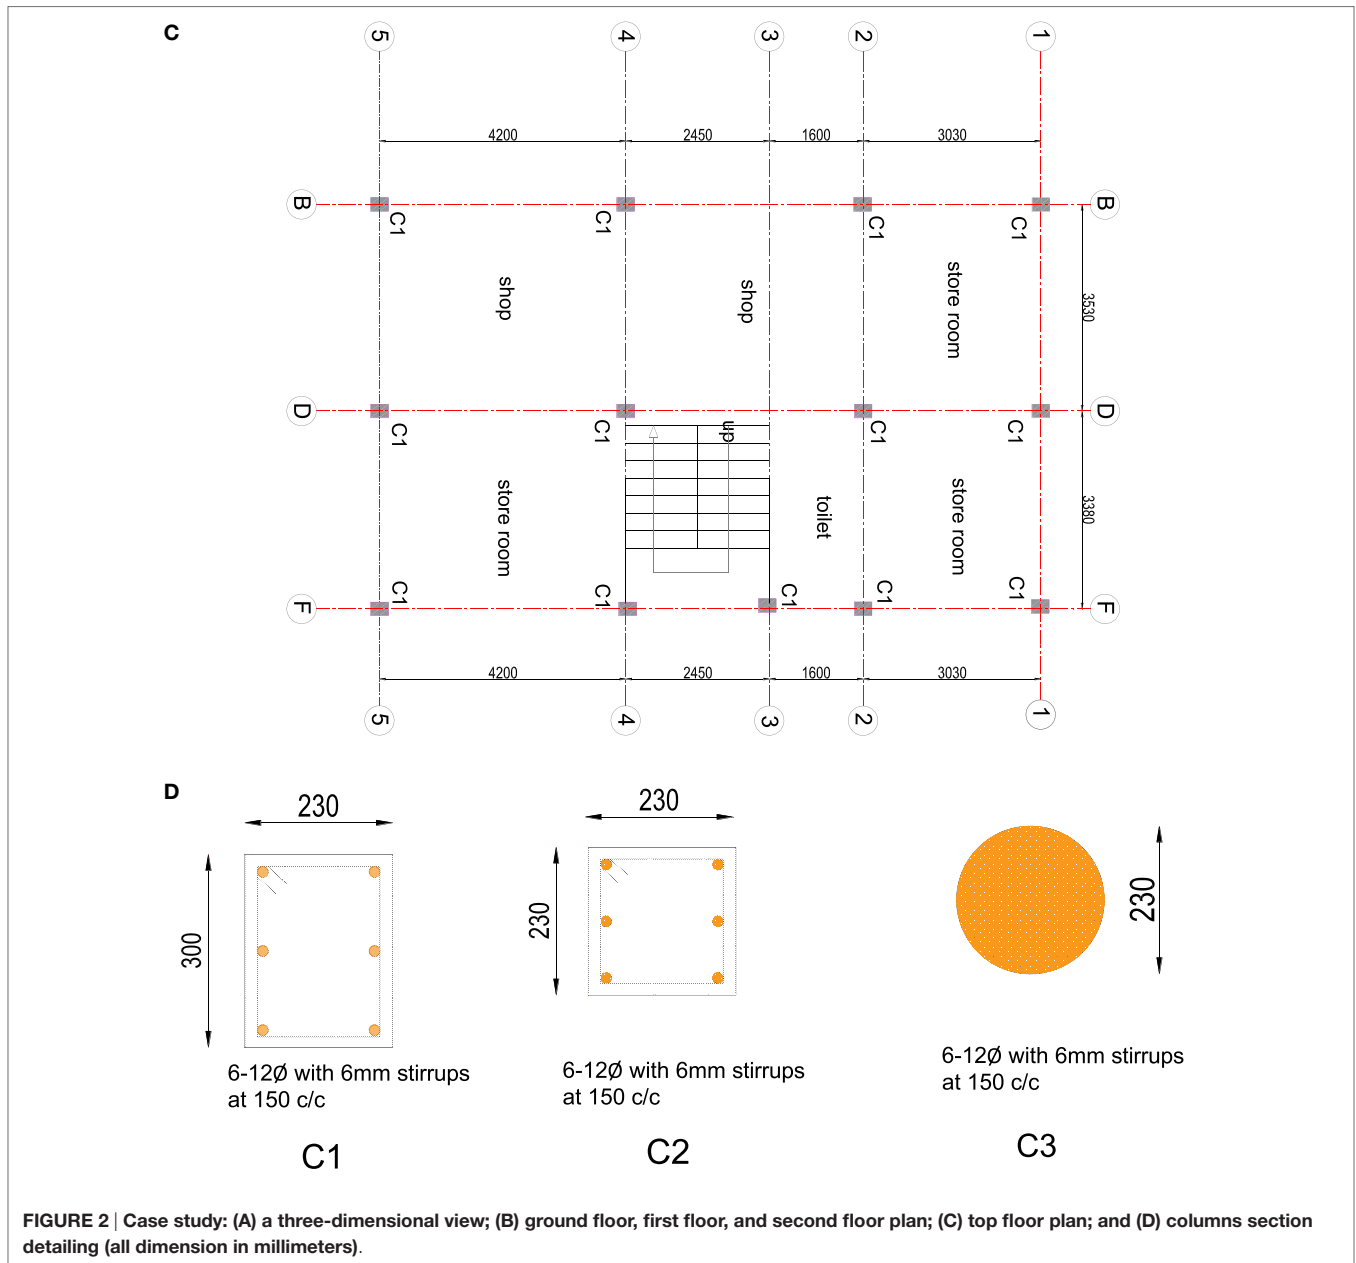 C
5 4 3 2 1
4200 2450 1600 3030
B B
C1 C1 C1 C1
shop shop store room
3530
D D
C1 C1 C1 C1
up
store room toilet store room
3380
C1 C1 C1 C1 C1
F F
4200 2450 1600 3030
5 4 3 2 1
D
230 230
300 230 230
6-12Ø with 6mm stirrups
at 150 c/c
C1
6-12Ø with 6mm stirrups
at 150 c/c
C2
6-12Ø with 6mm stirrups
at 150 c/c
C3
FIGURE 2 | Case study: (A) a three-dimensional view; (B) ground floor, first floor, and second floor plan; (C) top floor plan; and (D) columns section
detailing (all dimension in millimeters).